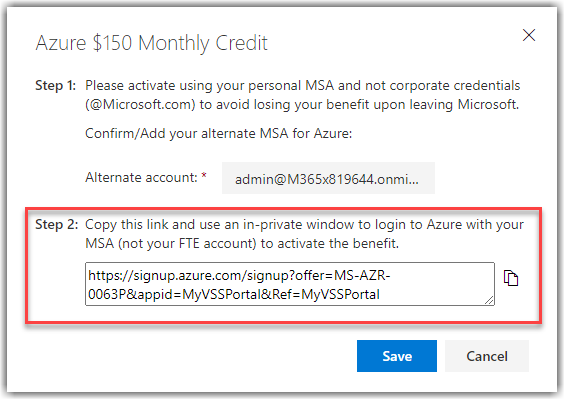 Azure $150 Monthly Credit
Step 1: Please activate using your personal MSA and not corporate credentials
(@Microsoft.com) to avoid losing your benefit upon leaving Microsoft.
Confirm/Add your alternate MSA for Azure:
Alternate account: * admin@M365x819644.onmi...
Step 2: Copy this link and use an in-private window to login to Azure with your
MSA (not your FTE account) to activate the benefit.
https://signup.azure.com/signup?offer=MS-AZR-
0063P&appid=MyVSSPortal&Ref=MyVSSPortal
Save Cancel